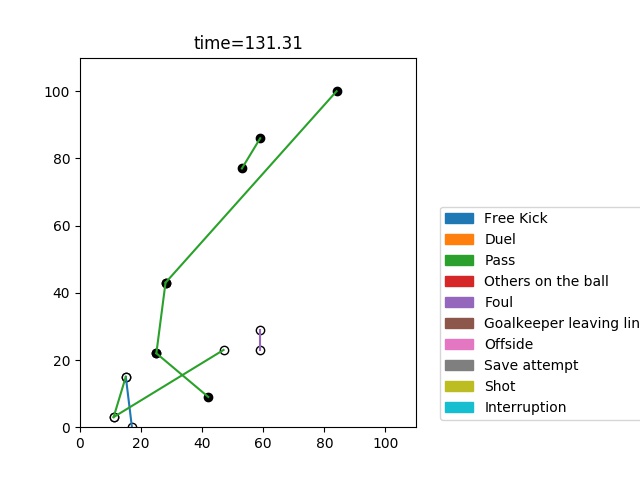 time=131.31
100
80
60
40
20
0
0 20 40 60 80 100
Free Kick
Duel
Pass
Others on the ball
Foul
Goalkeeper leaving lin
Offside
Save attempt
Shot
Interruption